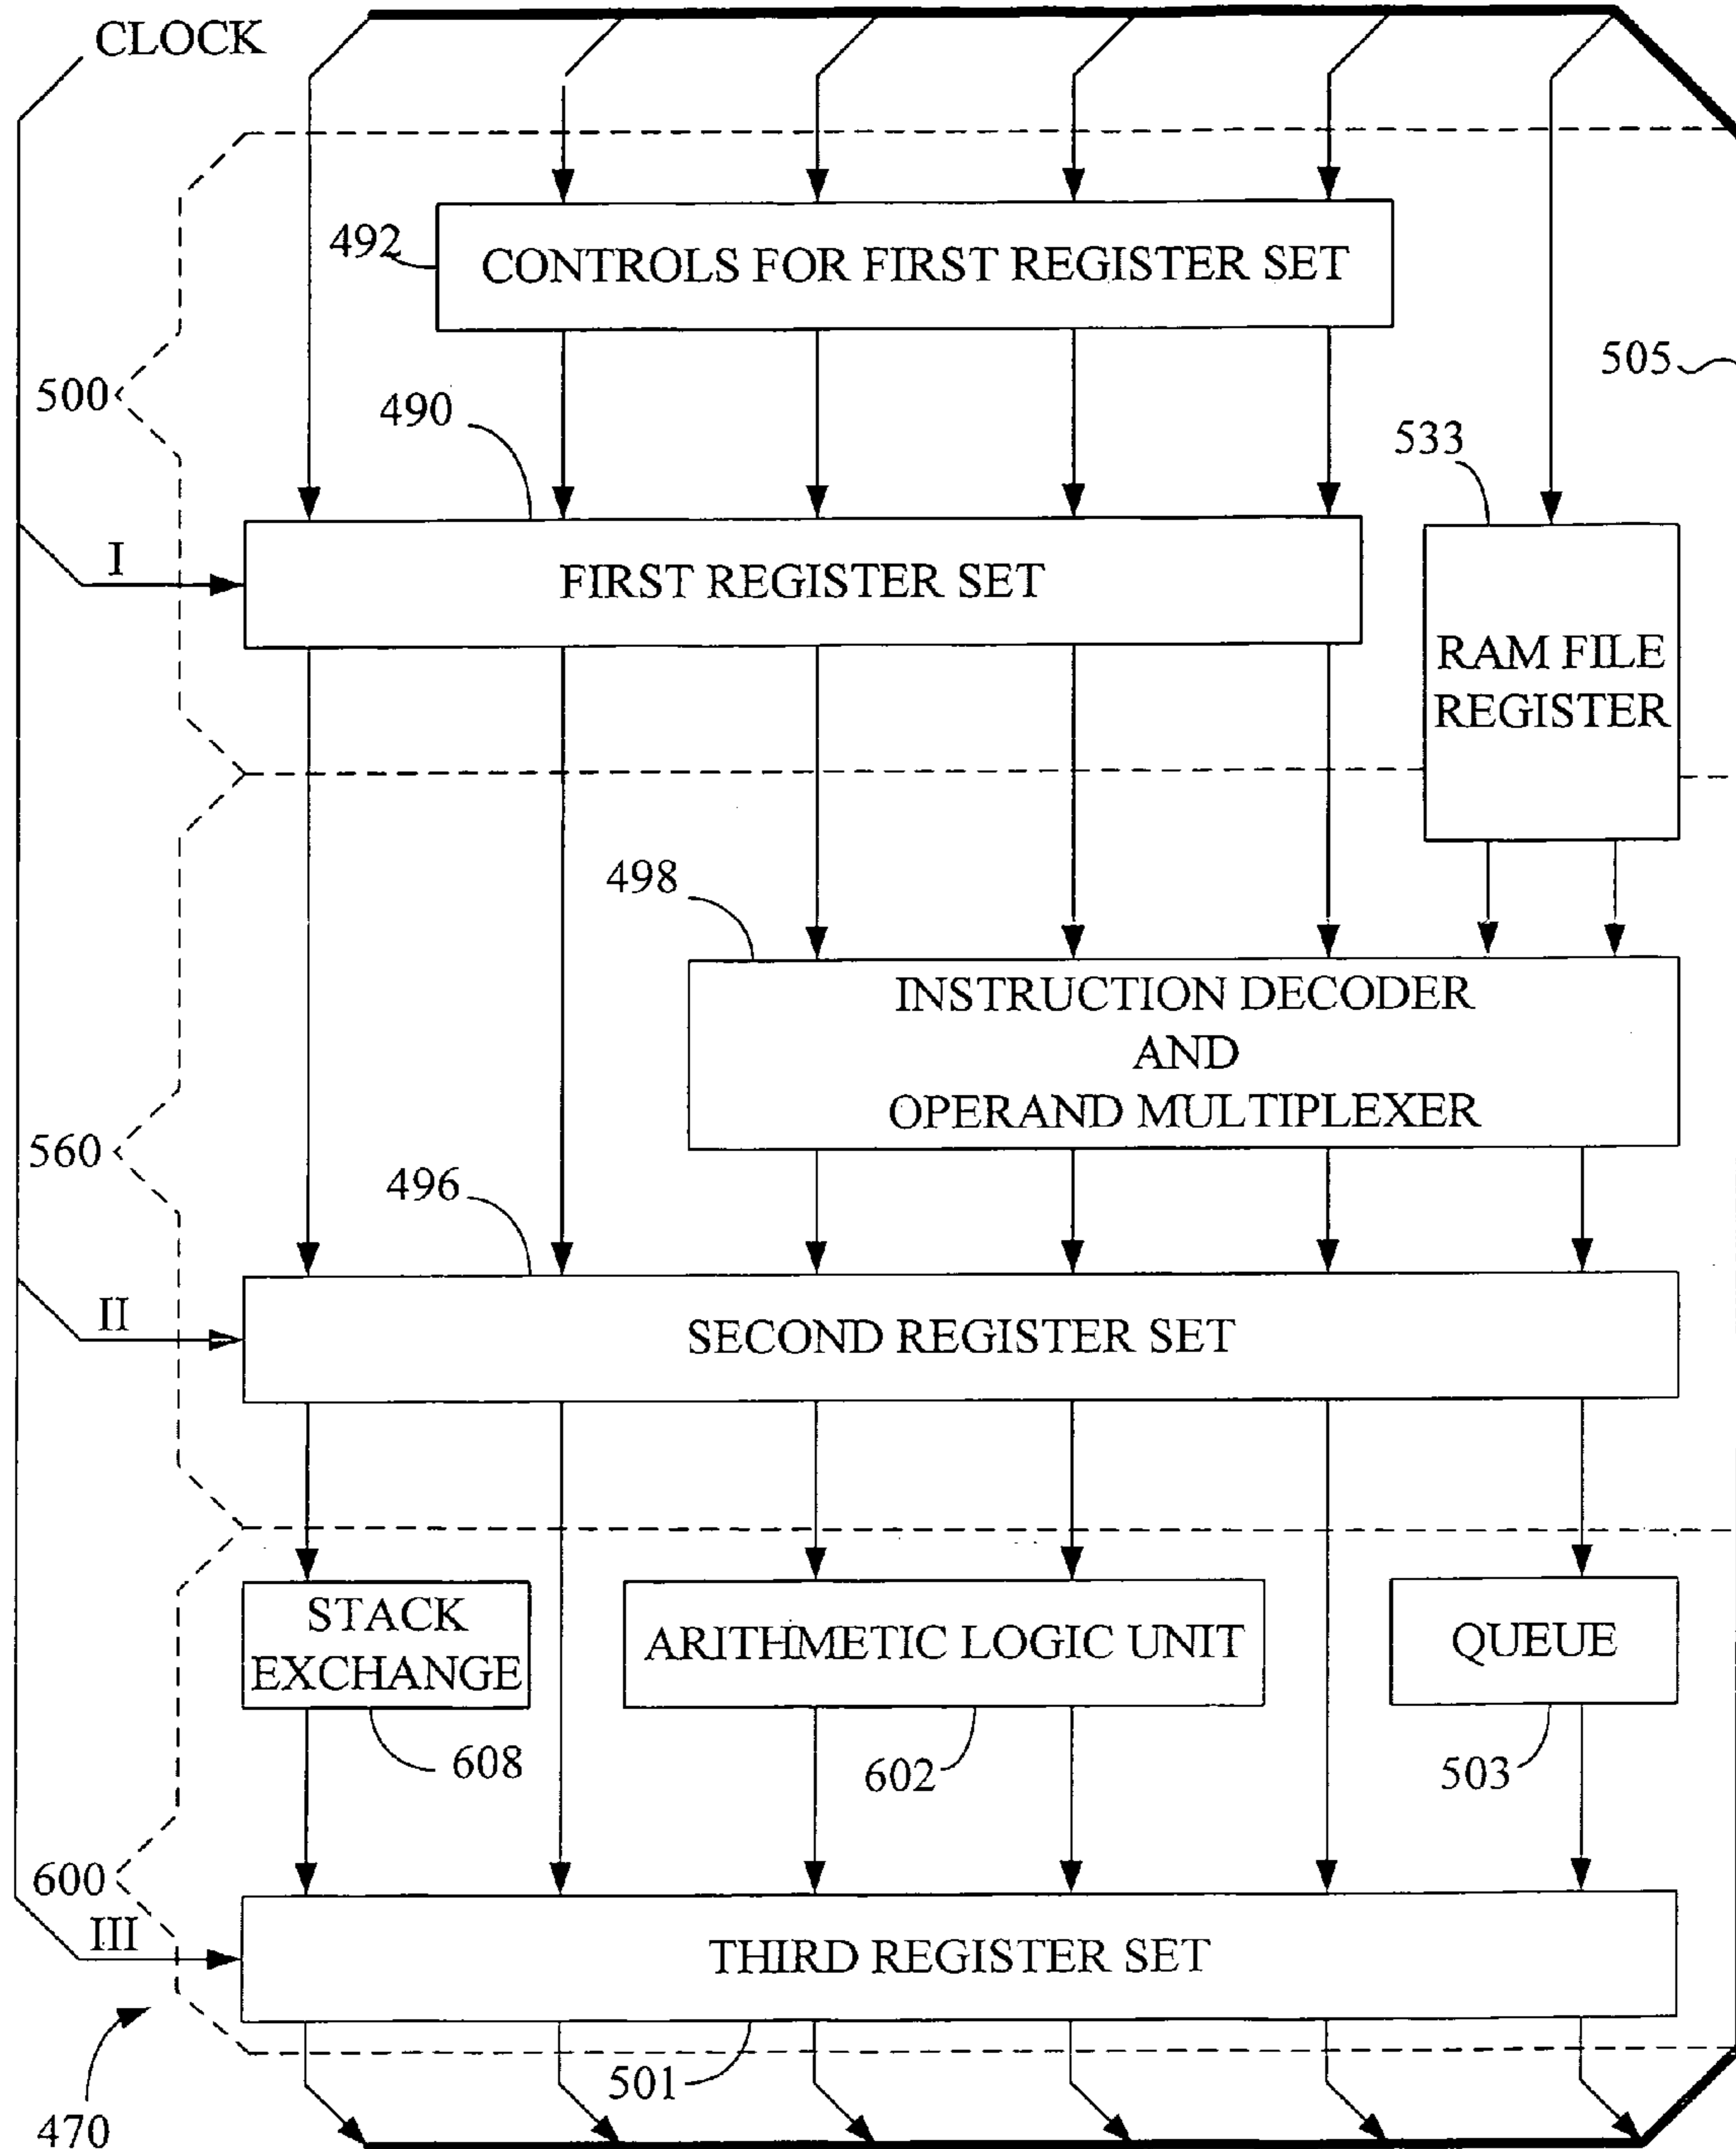 CLOCK
492
CONTROLS FOR FIRST REGISTER SET
505
500
490
533
I
FIRST REGISTER SET
RAM FILE
REGISTER
498
INSTRUCTION DECODER
AND
OPERAND MULTIPLEXER
560
496
II
SECOND REGISTER SET
STACK
EXCHANGE
ARITHMETIC LOGIC UNIT
QUEUE
608
602
503
600
III
THIRD REGISTER SET
501
470